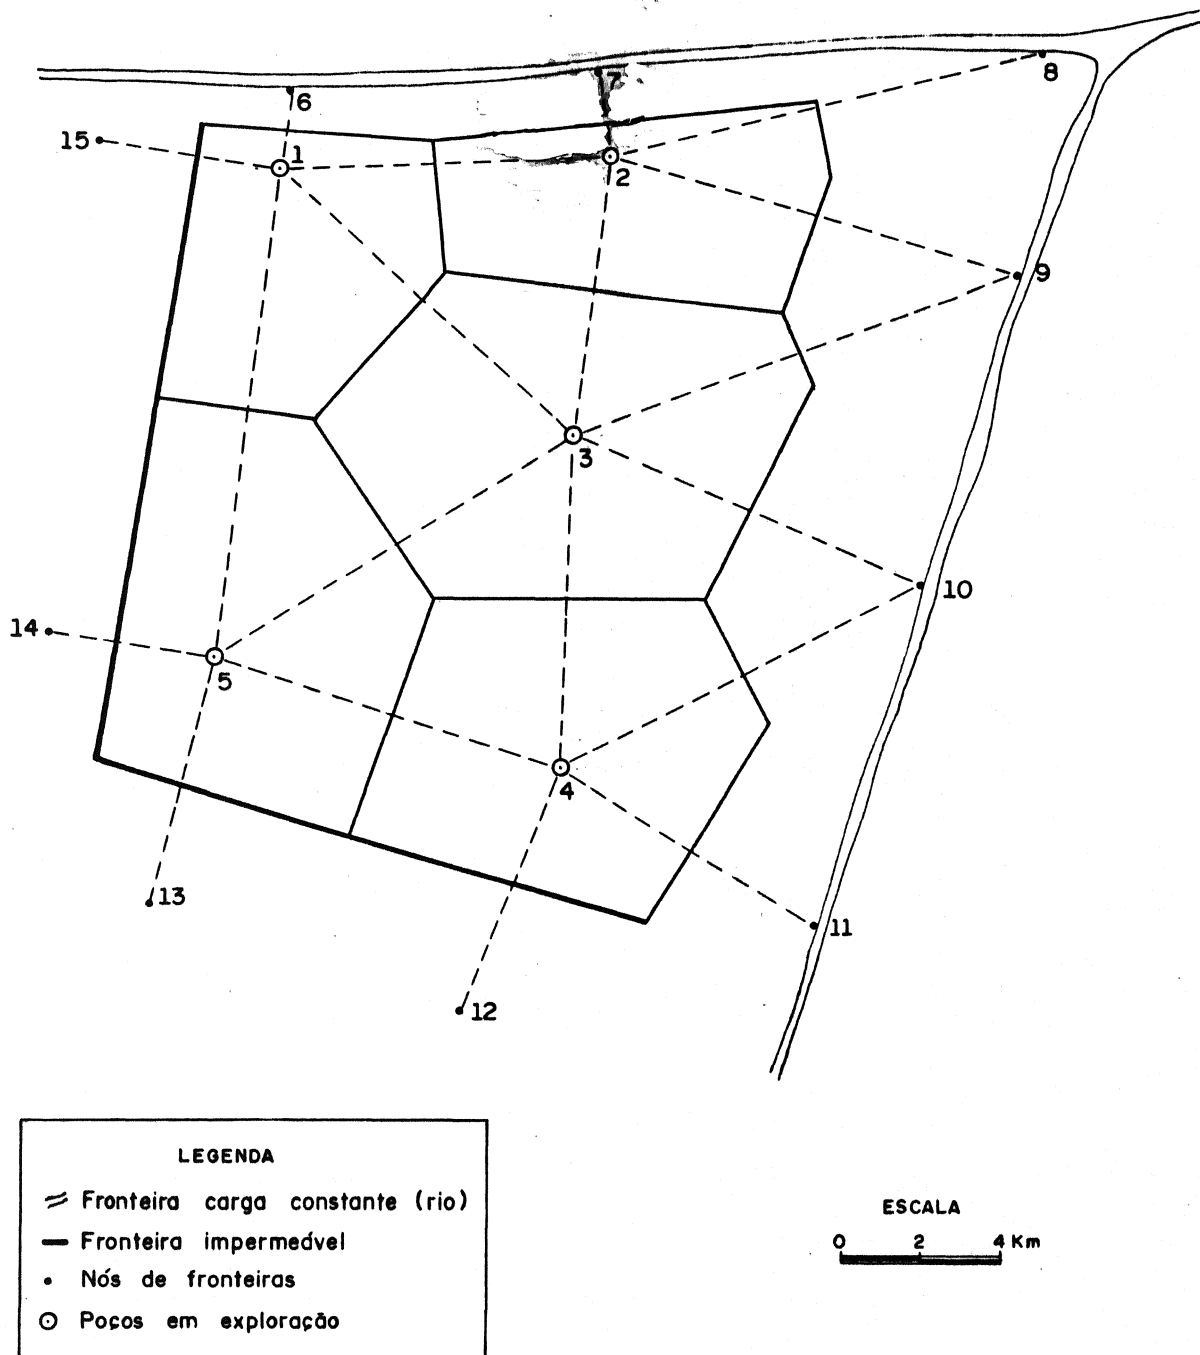 7
8
6
15
1
2
9
3
10
14
5
4
13
11
12
LEGENDA
Fronteira carga constante (rio)
Fronteira impermeável
Nós de fronteiras
Poços em exploração
ESCALA
0 2 4 Km